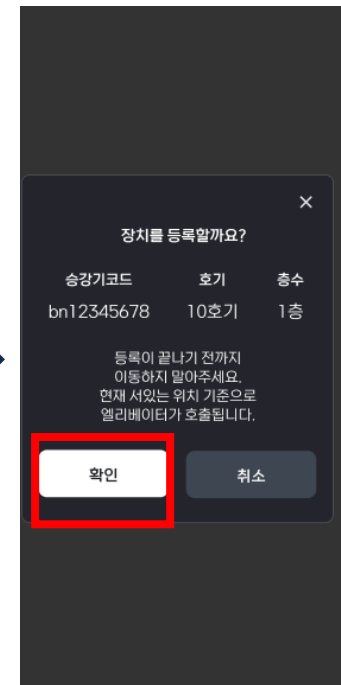 장치를 등록할까요?
승강기코드 호기 층수
bn12345678 10호기 1층
등록이 끝나기 전까지
이동하지 말아주세요.
현재 서있는 위치 기준으로
엘리베이터가 호출됩니다.
확인 취소